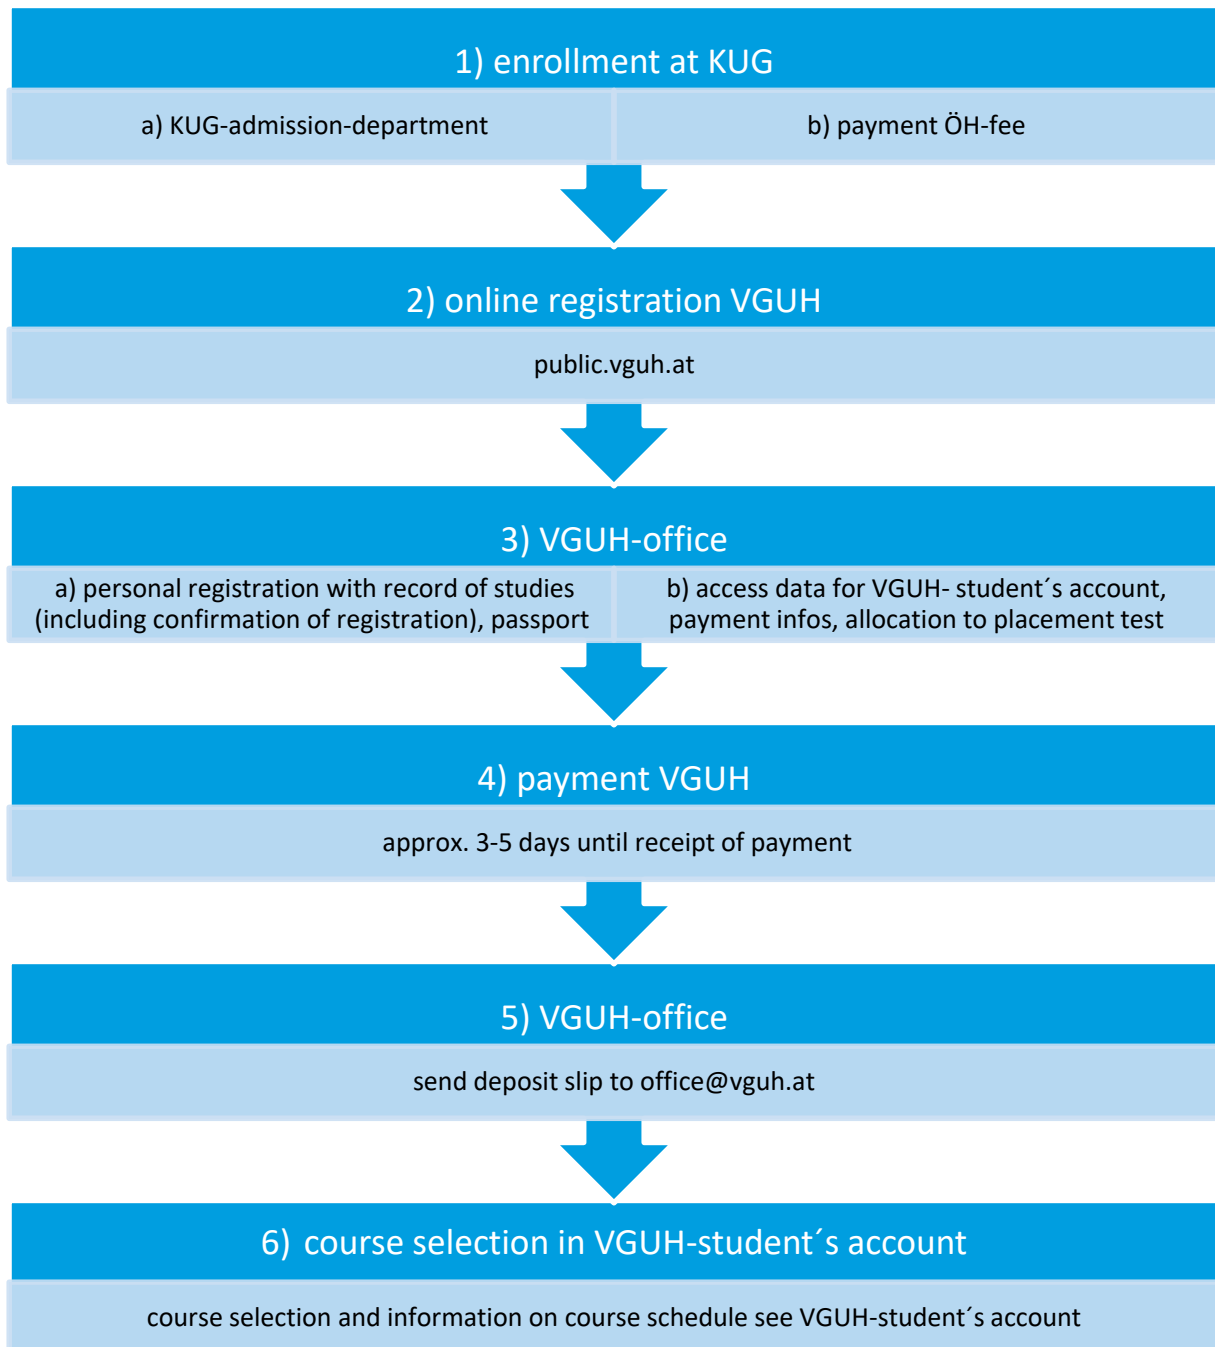 1) enrollment at KUG
a) KUG-admission-department
b) payment ÖH-fee
2) online registration VGUH
public.vguh.at
3) VGUH-office
a) personal registration with record of studies
(including confirmation of registration), passport
b) access data for VGUH- student´s account,
payment infos, allocation to placement test
4) payment VGUH
approx. 3-5 days until receipt of payment
5) VGUH-office
send deposit slip to office@vguh.at
6) course selection in VGUH-student´s account
course selection and information on course schedule see VGUH-student´s account